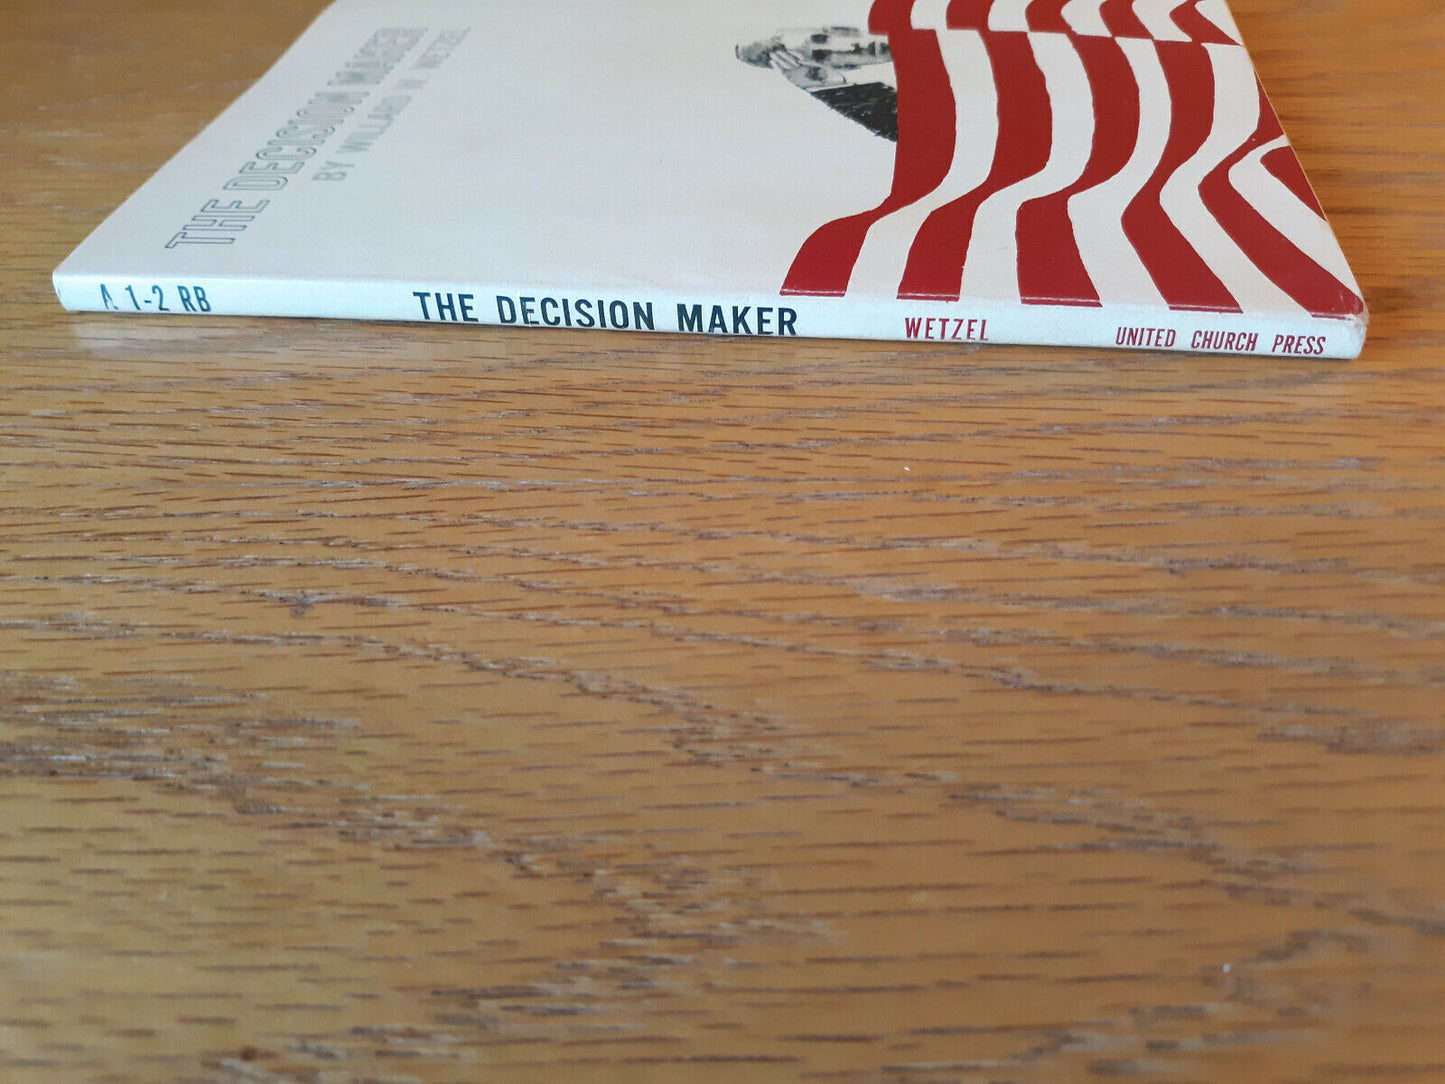 THE DECISION MAKER
BY WILLARD W. WETZEL
A 1-2 RB THE DECISION MAKER WETZEL UNITED CHURCH PRESS